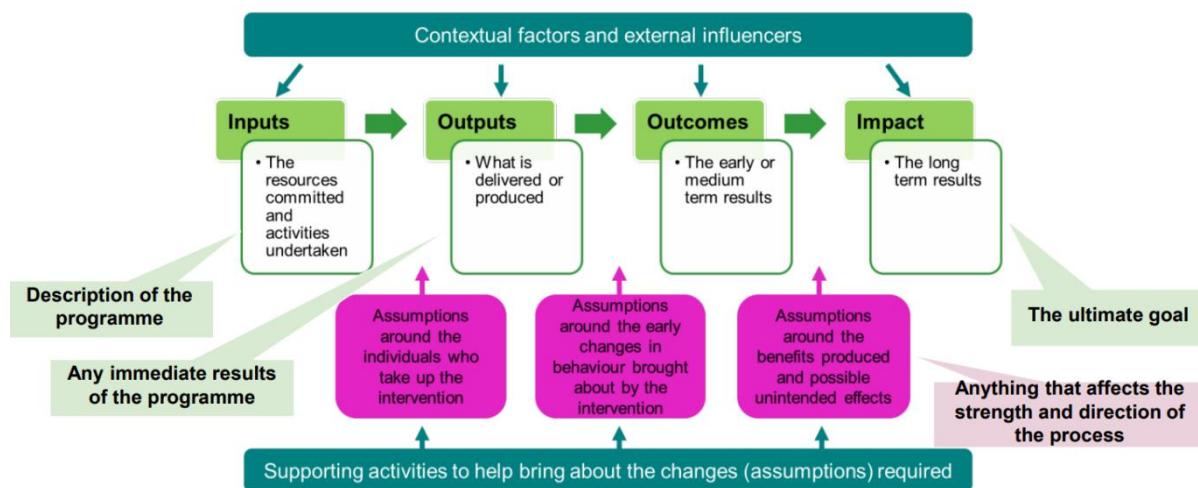 Contextual factors and external influencers
Inputs
• The
resources
committed
and
activities
undertaken
Outputs
• What is
delivered or
produced
Outcomes
• The early or
medium
term results
Impact
• The long
term results
Description of the
programme
Any immediate results
of the programme
Assumptions
around the
individuals who
take up the
intervention
Assumptions
around the early
changes in
behaviour brought
about by the
intervention
Assumptions
around the
benefits produced
and possible
unintended effects
The ultimate goal
Anything that affects the
strength and direction of
the process
Supporting activities to help bring about the changes (assumptions) required